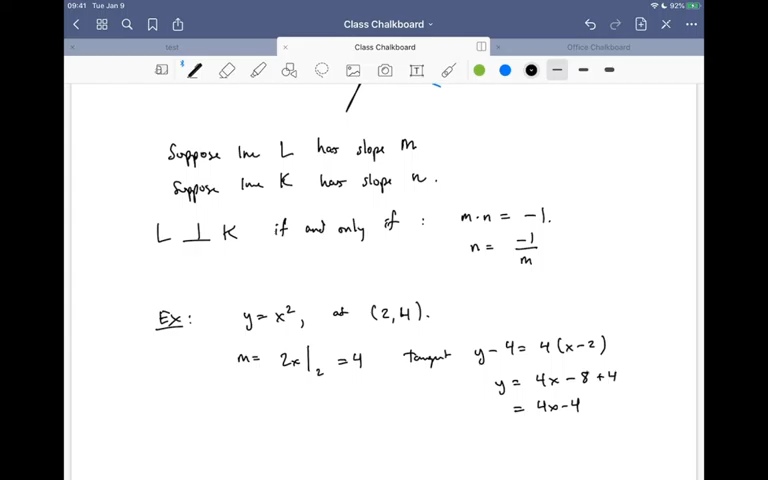 09:41 Tue Jan 9
92%
Class Chalkboard
test
Class Chalkboard
Office Chalkboard
Suppose line L has slope m
Suppose line K has slope n.
L ⊥ K if and only if : m·n = -1.
n = -1/m
Ex: y = x², at (2,4).
m = 2x|₂ = 4 tangent y-4 = 4(x-2)
y = 4x-8+4
= 4x-4